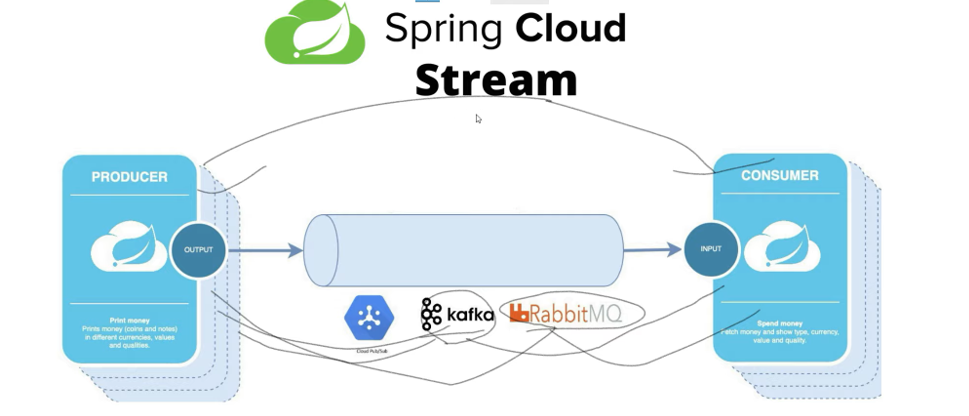 Spring Cloud
Stream
PRODUCER
OUTPUT
Print money
Prints money (coins and notes)
in different currencies, values
and qualities.
Cloud Pub/Sub
kafka
RabbitMQ
CONSUMER
INPUT
Spend money
Fetch money and show type, currency,
value and quality.